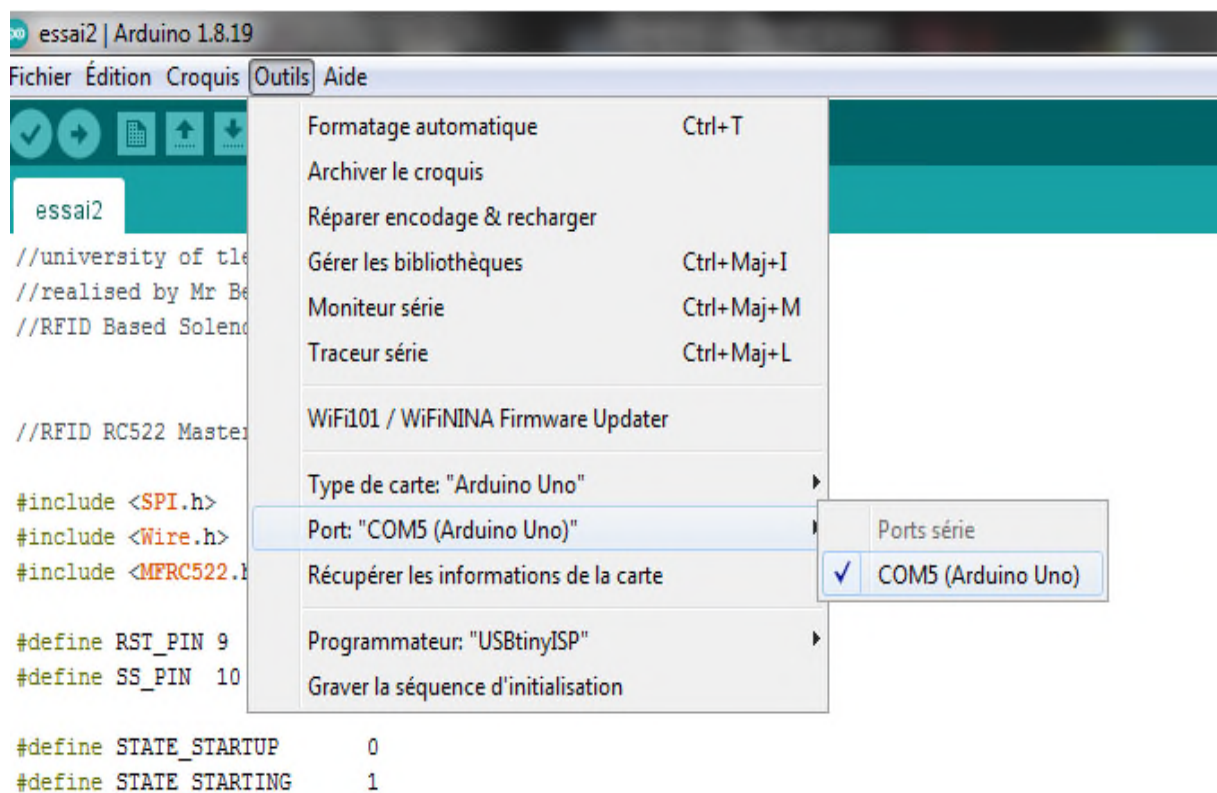 essai2 | Arduino 1.8.19
Fichier Édition Croquis Outils Aide
Formatage automatique Ctrl+T
Archiver le croquis
Réparer encodage & recharger
Gérer les bibliothèques Ctrl+Maj+I
Moniteur série Ctrl+Maj+M
Traceur série Ctrl+Maj+L
WiFi101 / WiFiNINA Firmware Updater
Type de carte: "Arduino Uno"
Port: "COM5 (Arduino Uno)"
Récupérer les informations de la carte
Programmateur: "USBtinyISP"
Graver la séquence d'initialisation
Ports série
COM5 (Arduino Uno)
essai2
//university of
//realised by Mr
//RFID Based
//RFID RC522
#include <SPI.h>
#include <Wire.h>
#include <MFRC522.
#define RST_PIN 9
#define SS_PIN 10
#define STATE_STARTUP 0
#define STATE_STARTING 1